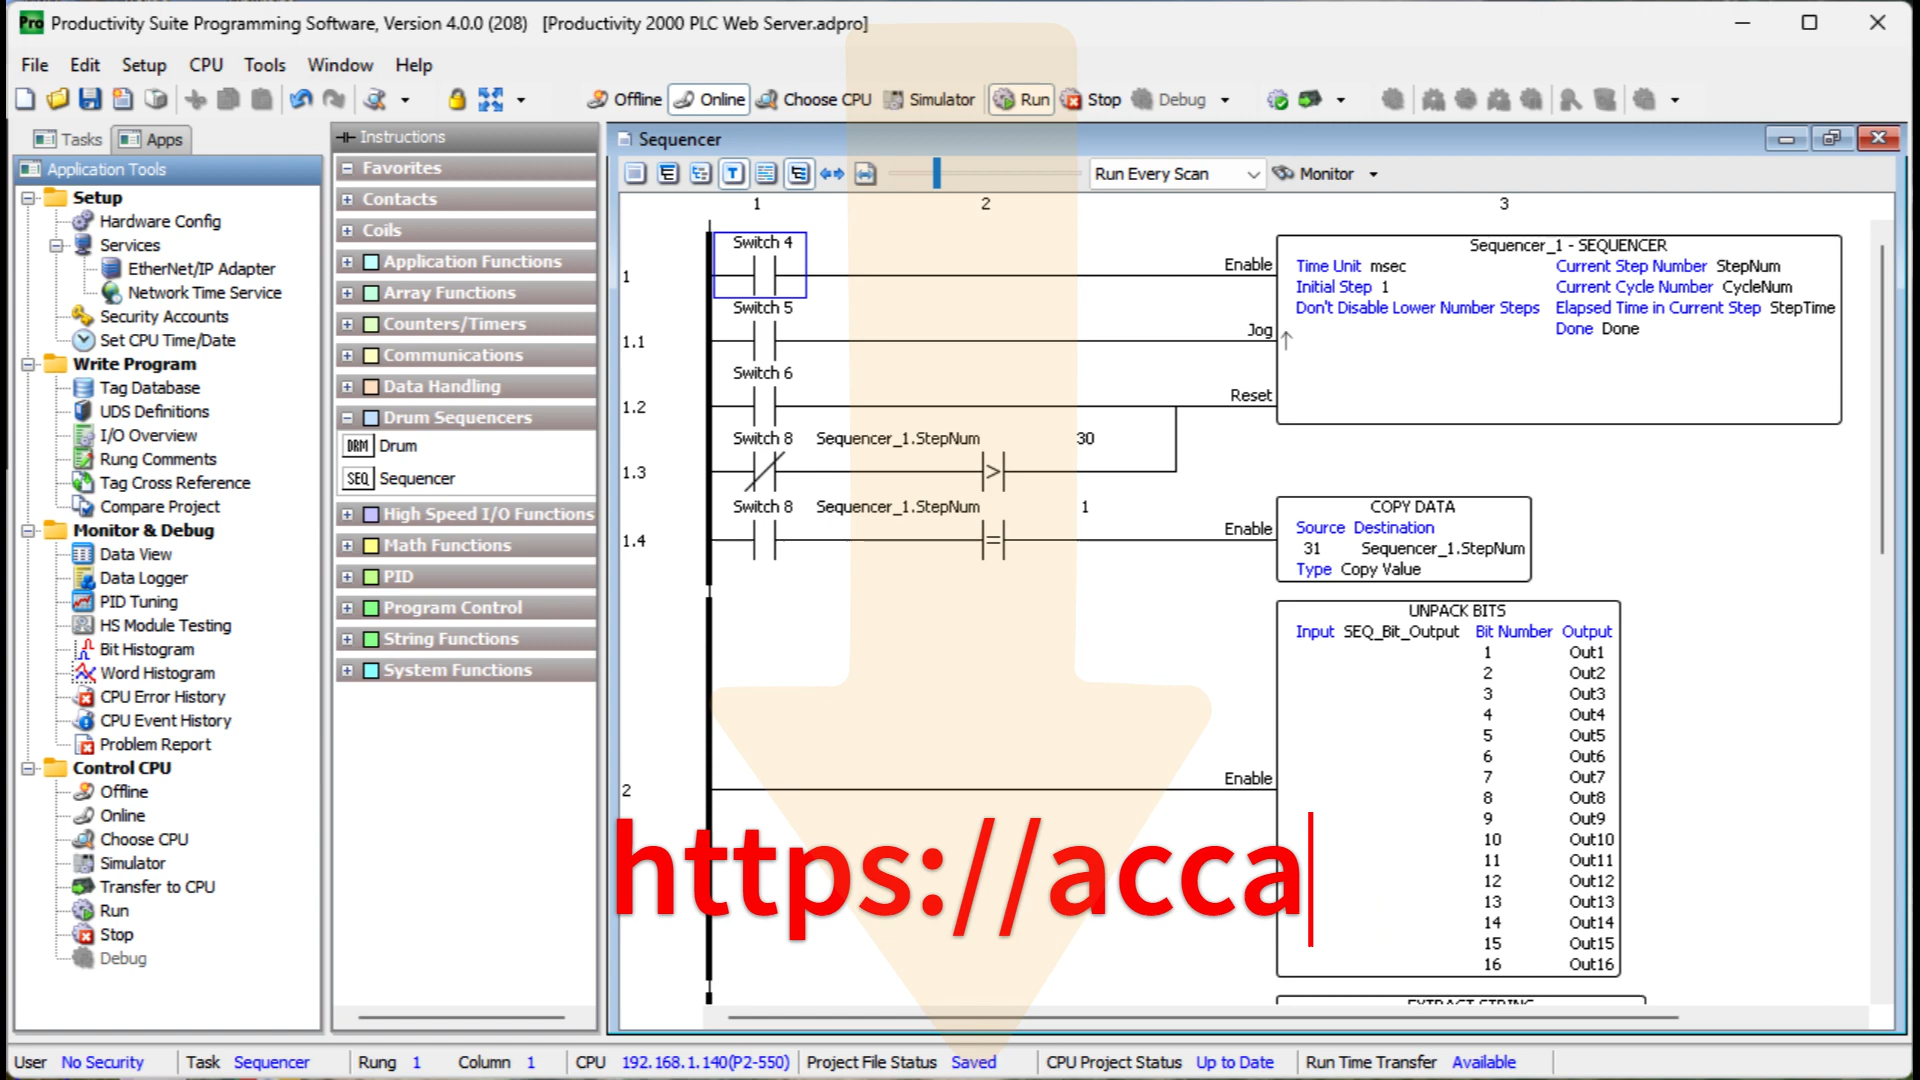 Pro Productivity Suite Programming Software, Version 4.0.0 (208) [Productivity 2000 PLC Web Server.adpro]
File Edit Setup CPU Tools Window Help
Offline Online Choose CPU Simulator Run Stop Debug
Tasks Apps
Application Tools
Setup
Hardware Config
Services
EtherNet/IP Adapter
Network Time Service
Security Accounts
Set CPU Time/Date
Write Program
Tag Database
UDS Definitions
I/O Overview
Rung Comments
Tag Cross Reference
Compare Project
Monitor & Debug
Data View
Data Logger
PID Tuning
HS Module Testing
Bit Histogram
Word Histogram
CPU Error History
CPU Event History
Problem Report
Control CPU
Offline
Online
Choose CPU
Simulator
Transfer to CPU
Run
Stop
Debug
Instructions
Favorites
Contacts
Coils
Application Functions
Array Functions
Counters/Timers
Communications
Data Handling
Drum Sequencers
DRM Drum
SEQ Sequencer
High Speed I/O Functions
Math Functions
PID
Program Control
String Functions
System Functions
Sequencer
T Run Every Scan Monitor
1 2 3
Switch 4
1 Enable
Switch 5
1.1 Jog
Switch 6
1.2 Reset
Switch 8 Sequencer_1.StepNum 30
1.3 >
Switch 8 Sequencer_1.StepNum 1
1.4 = Enable
Sequencer_1 - SEQUENCER
Time Unit msec Current Step Number StepNum
Initial Step 1 Current Cycle Number CycleNum
Don't Disable Lower Number Steps Elapsed Time in Current Step StepTime
Done Done
COPY DATA
Source Destination
31 Sequencer_1.StepNum
Type Copy Value
2 Enable
UNPACK BITS
Input SEQ_Bit_Output Bit Number Output
1 Out1
2 Out2
3 Out3
4 Out4
5 Out5
6 Out6
7 Out7
8 Out8
9 Out9
10 Out10
11 Out11
12 Out12
13 Out13
14 Out14
15 Out15
16 Out16
EXTRACT STRING
https://acca
User No Security Task Sequencer Rung 1 Column 1 CPU 192.168.1.140(P2-550) Project File Status Saved CPU Project Status Up to Date Run Time Transfer Available